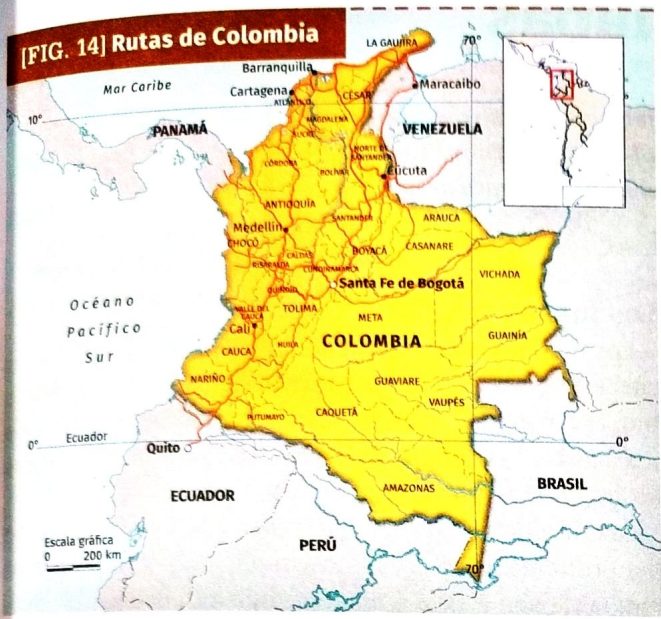 [FIG. 14] Rutas de Colombia
LA GAUJIRA
70°
Barranquilla
Mar Caribe
Cartagena
ATLÁNTICO
CÉSAR
Maracaibo
10°
MAGDALENA
PANAMÁ
SUCRE
VENEZUELA
NORTE DE
SANTANDER
CÓRDOBA
BOLÍVAR
Cúcuta
ANTIOQUÍA
SANTANDER
ARAUCA
Medellín
CHOCÓ
BOYACÁ
CASANARE
CALDAS
RISARALDA
CUNDINAMARCA
VICHADA
Santa Fe de Bogotá
QUINDÍO
Océano
Pacífico
Sur
VALLE DEL
CAUCA
TOLIMA
META
Cali
COLOMBIA
GUAINÍA
HUILA
CAUCA
NARIÑO
GUAVIARE
VAUPÉS
PUTUMAYO
CAQUETÁ
0°
Ecuador
0°
Quito
ECUADOR
AMAZONAS
BRASIL
Escala gráfica
0 200 km
PERÚ
70°